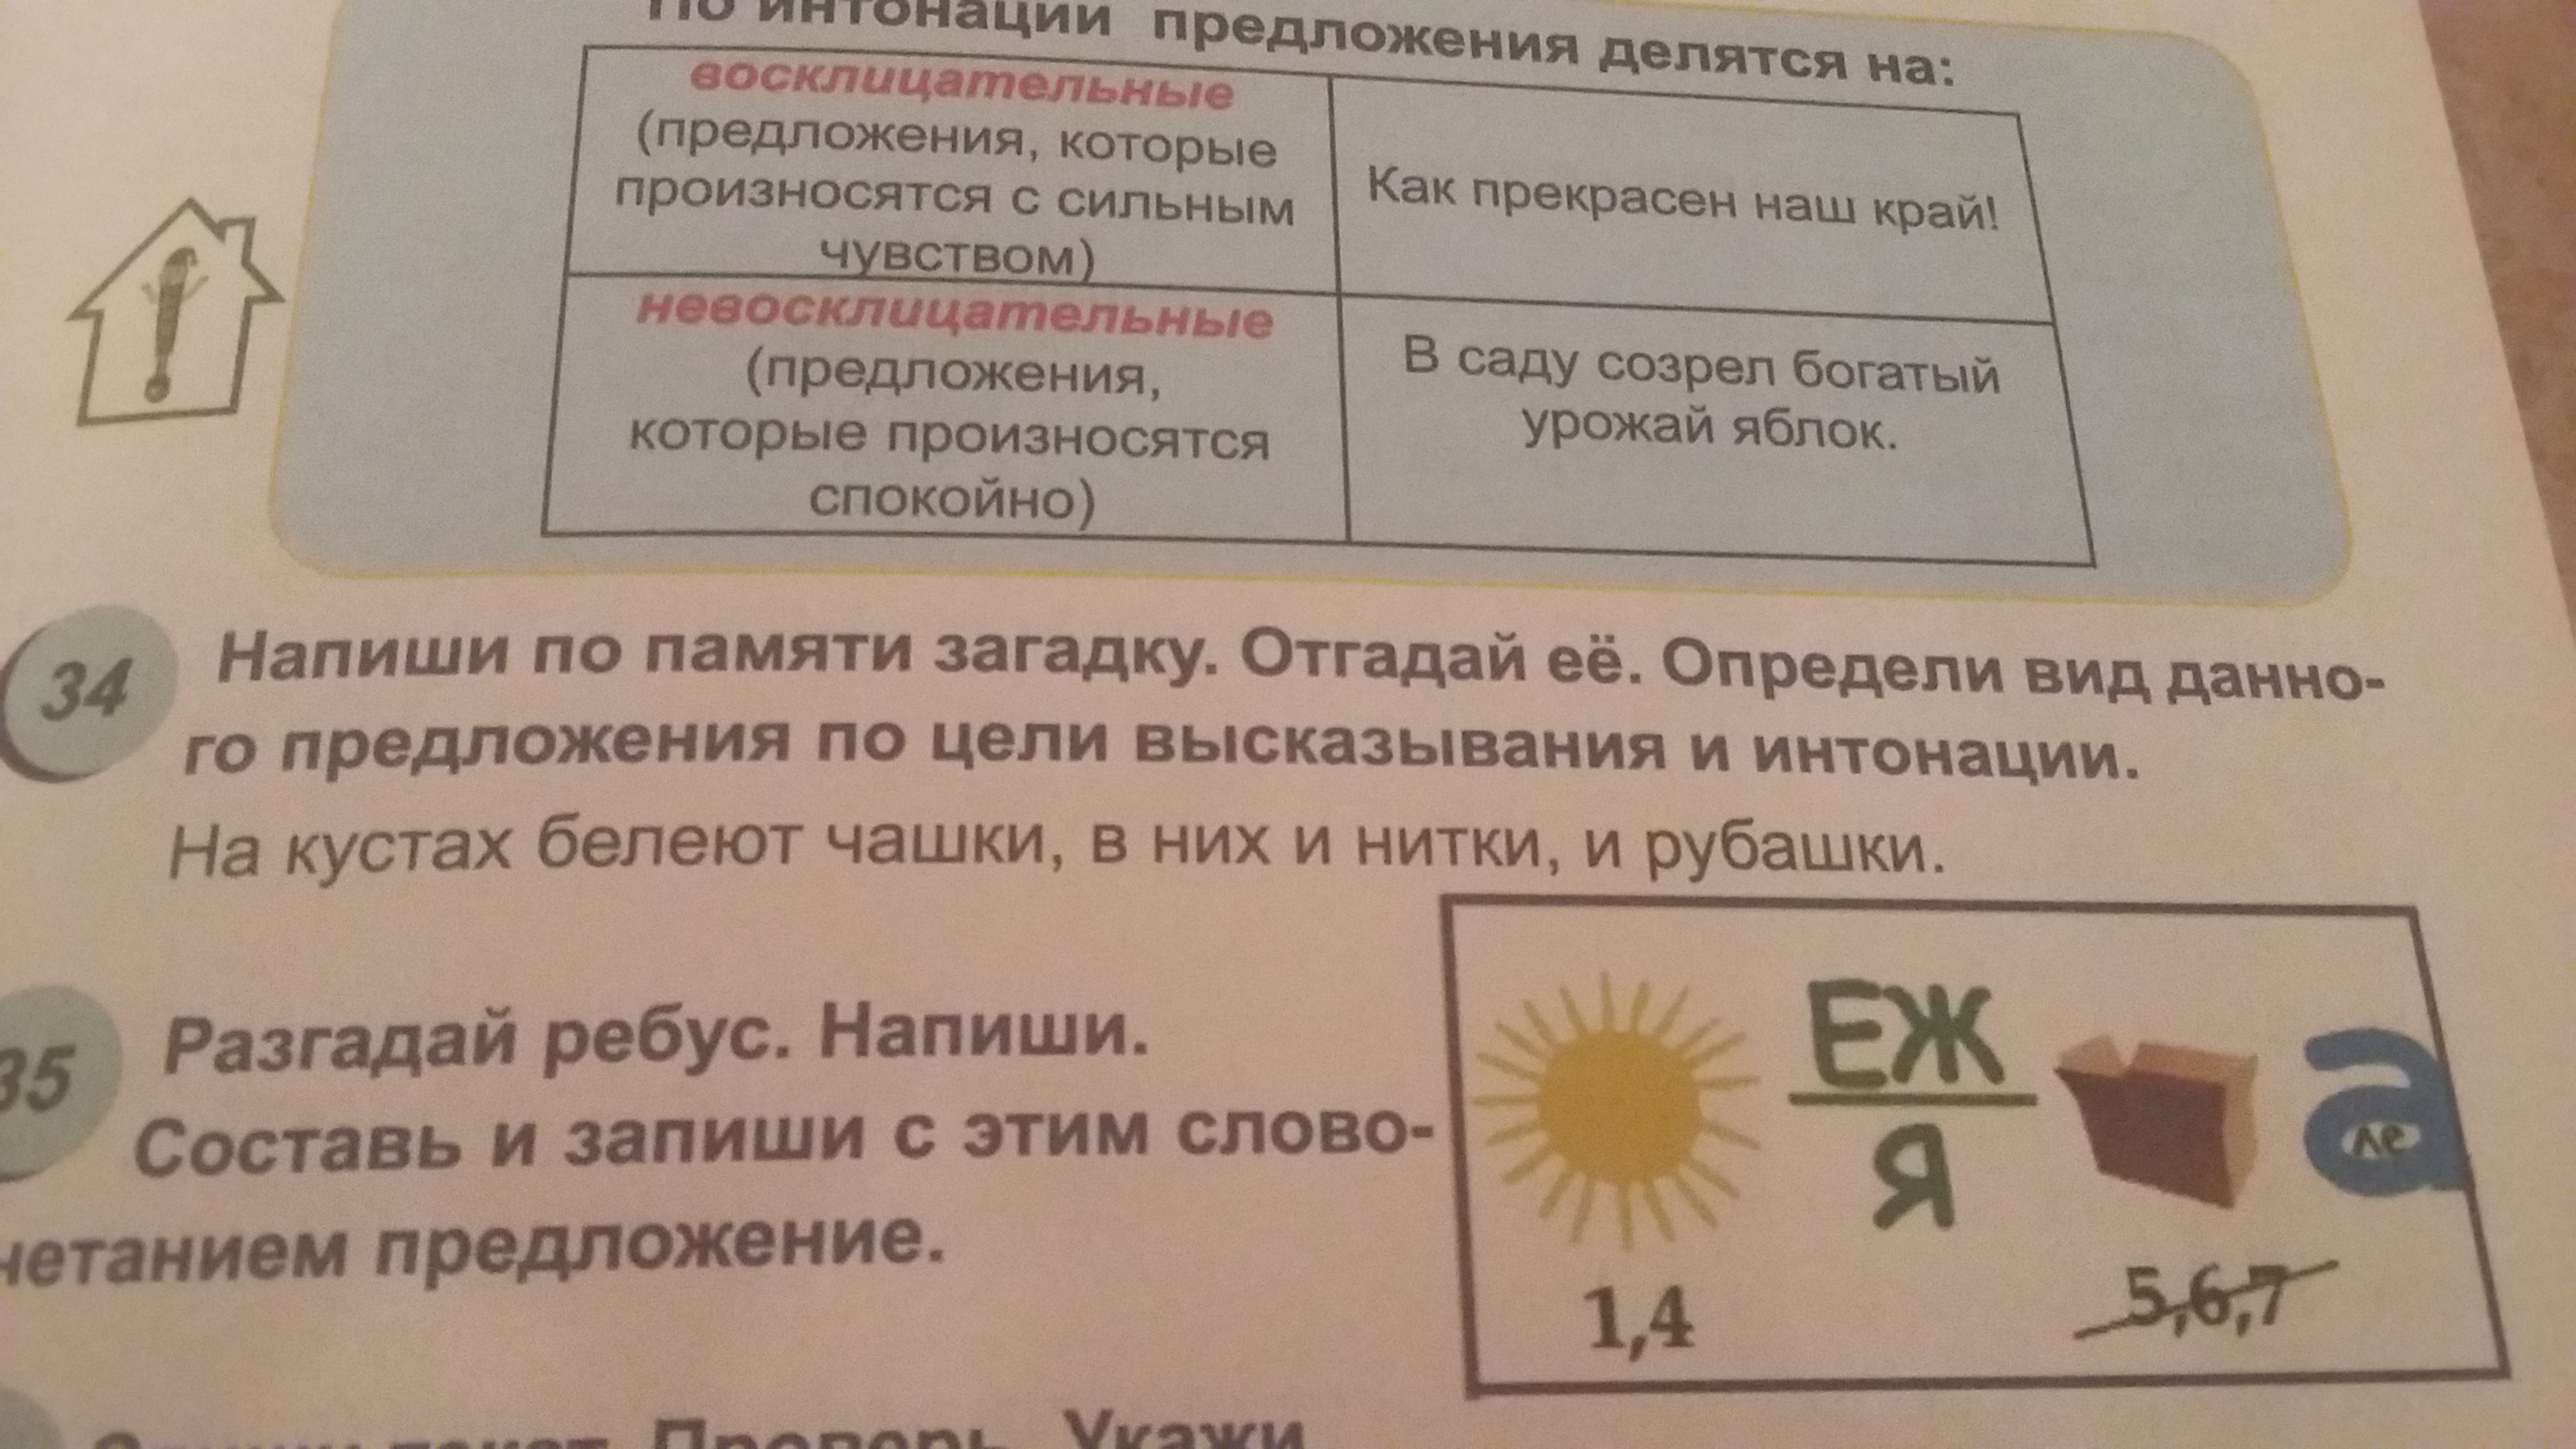 По интонации предложения делятся на:
восклицательные
(предложения, которые
произносятся с сильным
чувством)
Как прекрасен наш край!
невосклицательные
(предложения,
которые произносятся
спокойно)
В саду созрел богатый
урожай яблок.
34 Напиши по памяти загадку. Отгадай её. Определи вид данно-
го предложения по цели высказывания и интонации.
На кустах белеют чашки, в них и нитки, и рубашки.
35 Разгадай ребус. Напиши.
Составь и запиши с этим слово-
четанием предложение.
ЕЖ
Я
а
ле
1,4
5,6,7
текст. Проверь. Укажи